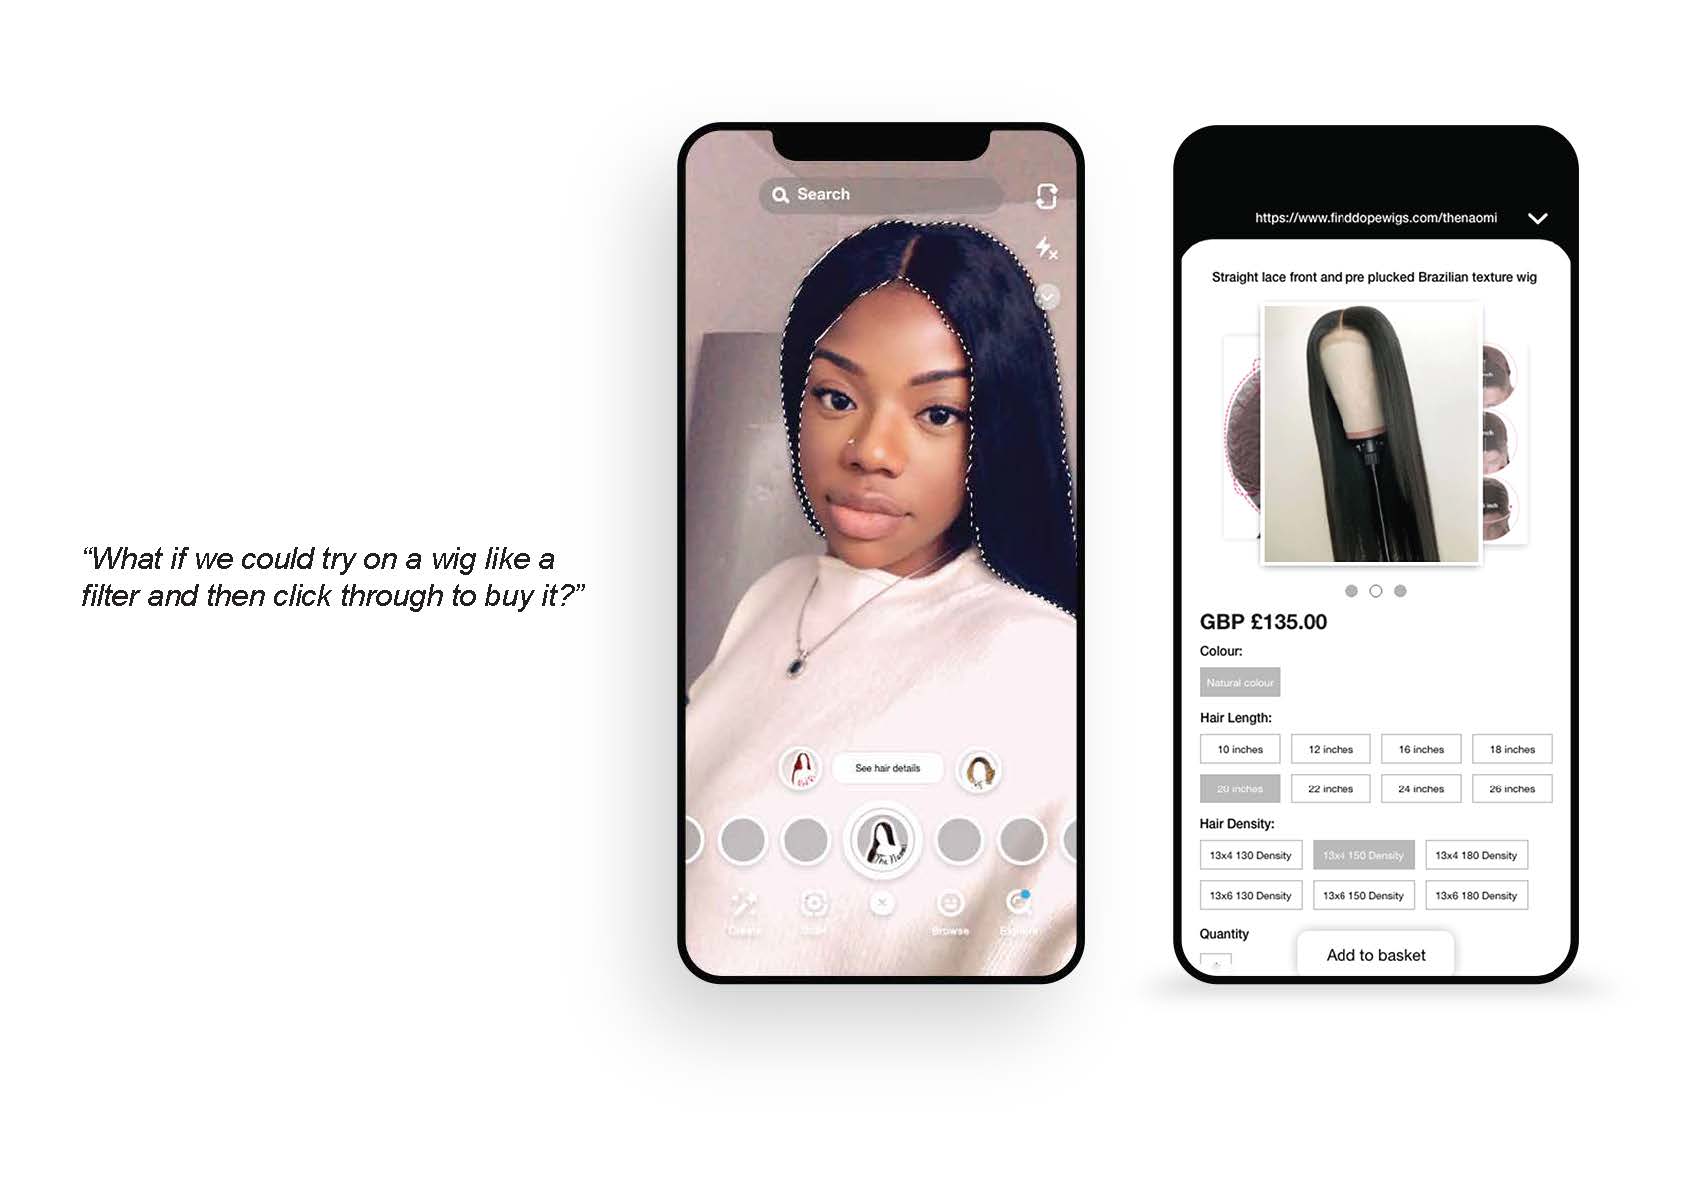 “What if we could try on a wig like a
filter and then click through to buy it?”
Search
See hair details
The Naomi
Create
Browse
Explore
https://www.finddopewigs.com/thenaomi
Straight lace front and pre plucked Brazilian texture wig
GBP £135.00
Colour:
Natural colour
Hair Length:
10 inches 12 inches 16 inches 18 inches
20 inches 22 inches 24 inches 26 inches
Hair Density:
13x4 130 Density 13x4 150 Density 13x4 180 Density
13x6 130 Density 13x6 150 Density 13x6 180 Density
Quantity
Add to basket